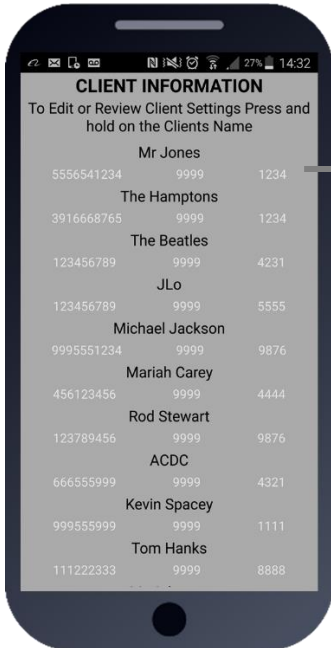 27% 14:32
CLIENT INFORMATION
To Edit or Review Client Settings Press and
hold on the Clients Name
Mr Jones
5556541234 9999 1234
The Hamptons
3916668765 9999 1234
The Beatles
123456789 9999 4231
JLo
123456789 9999 5555
Michael Jackson
9995551234 9999 9876
Mariah Carey
456123456 9999 4444
Rod Stewart
123789456 9999 9876
ACDC
666555999 9999 4321
Kevin Spacey
999555999 9999 1111
Tom Hanks
111222333 9999 8888